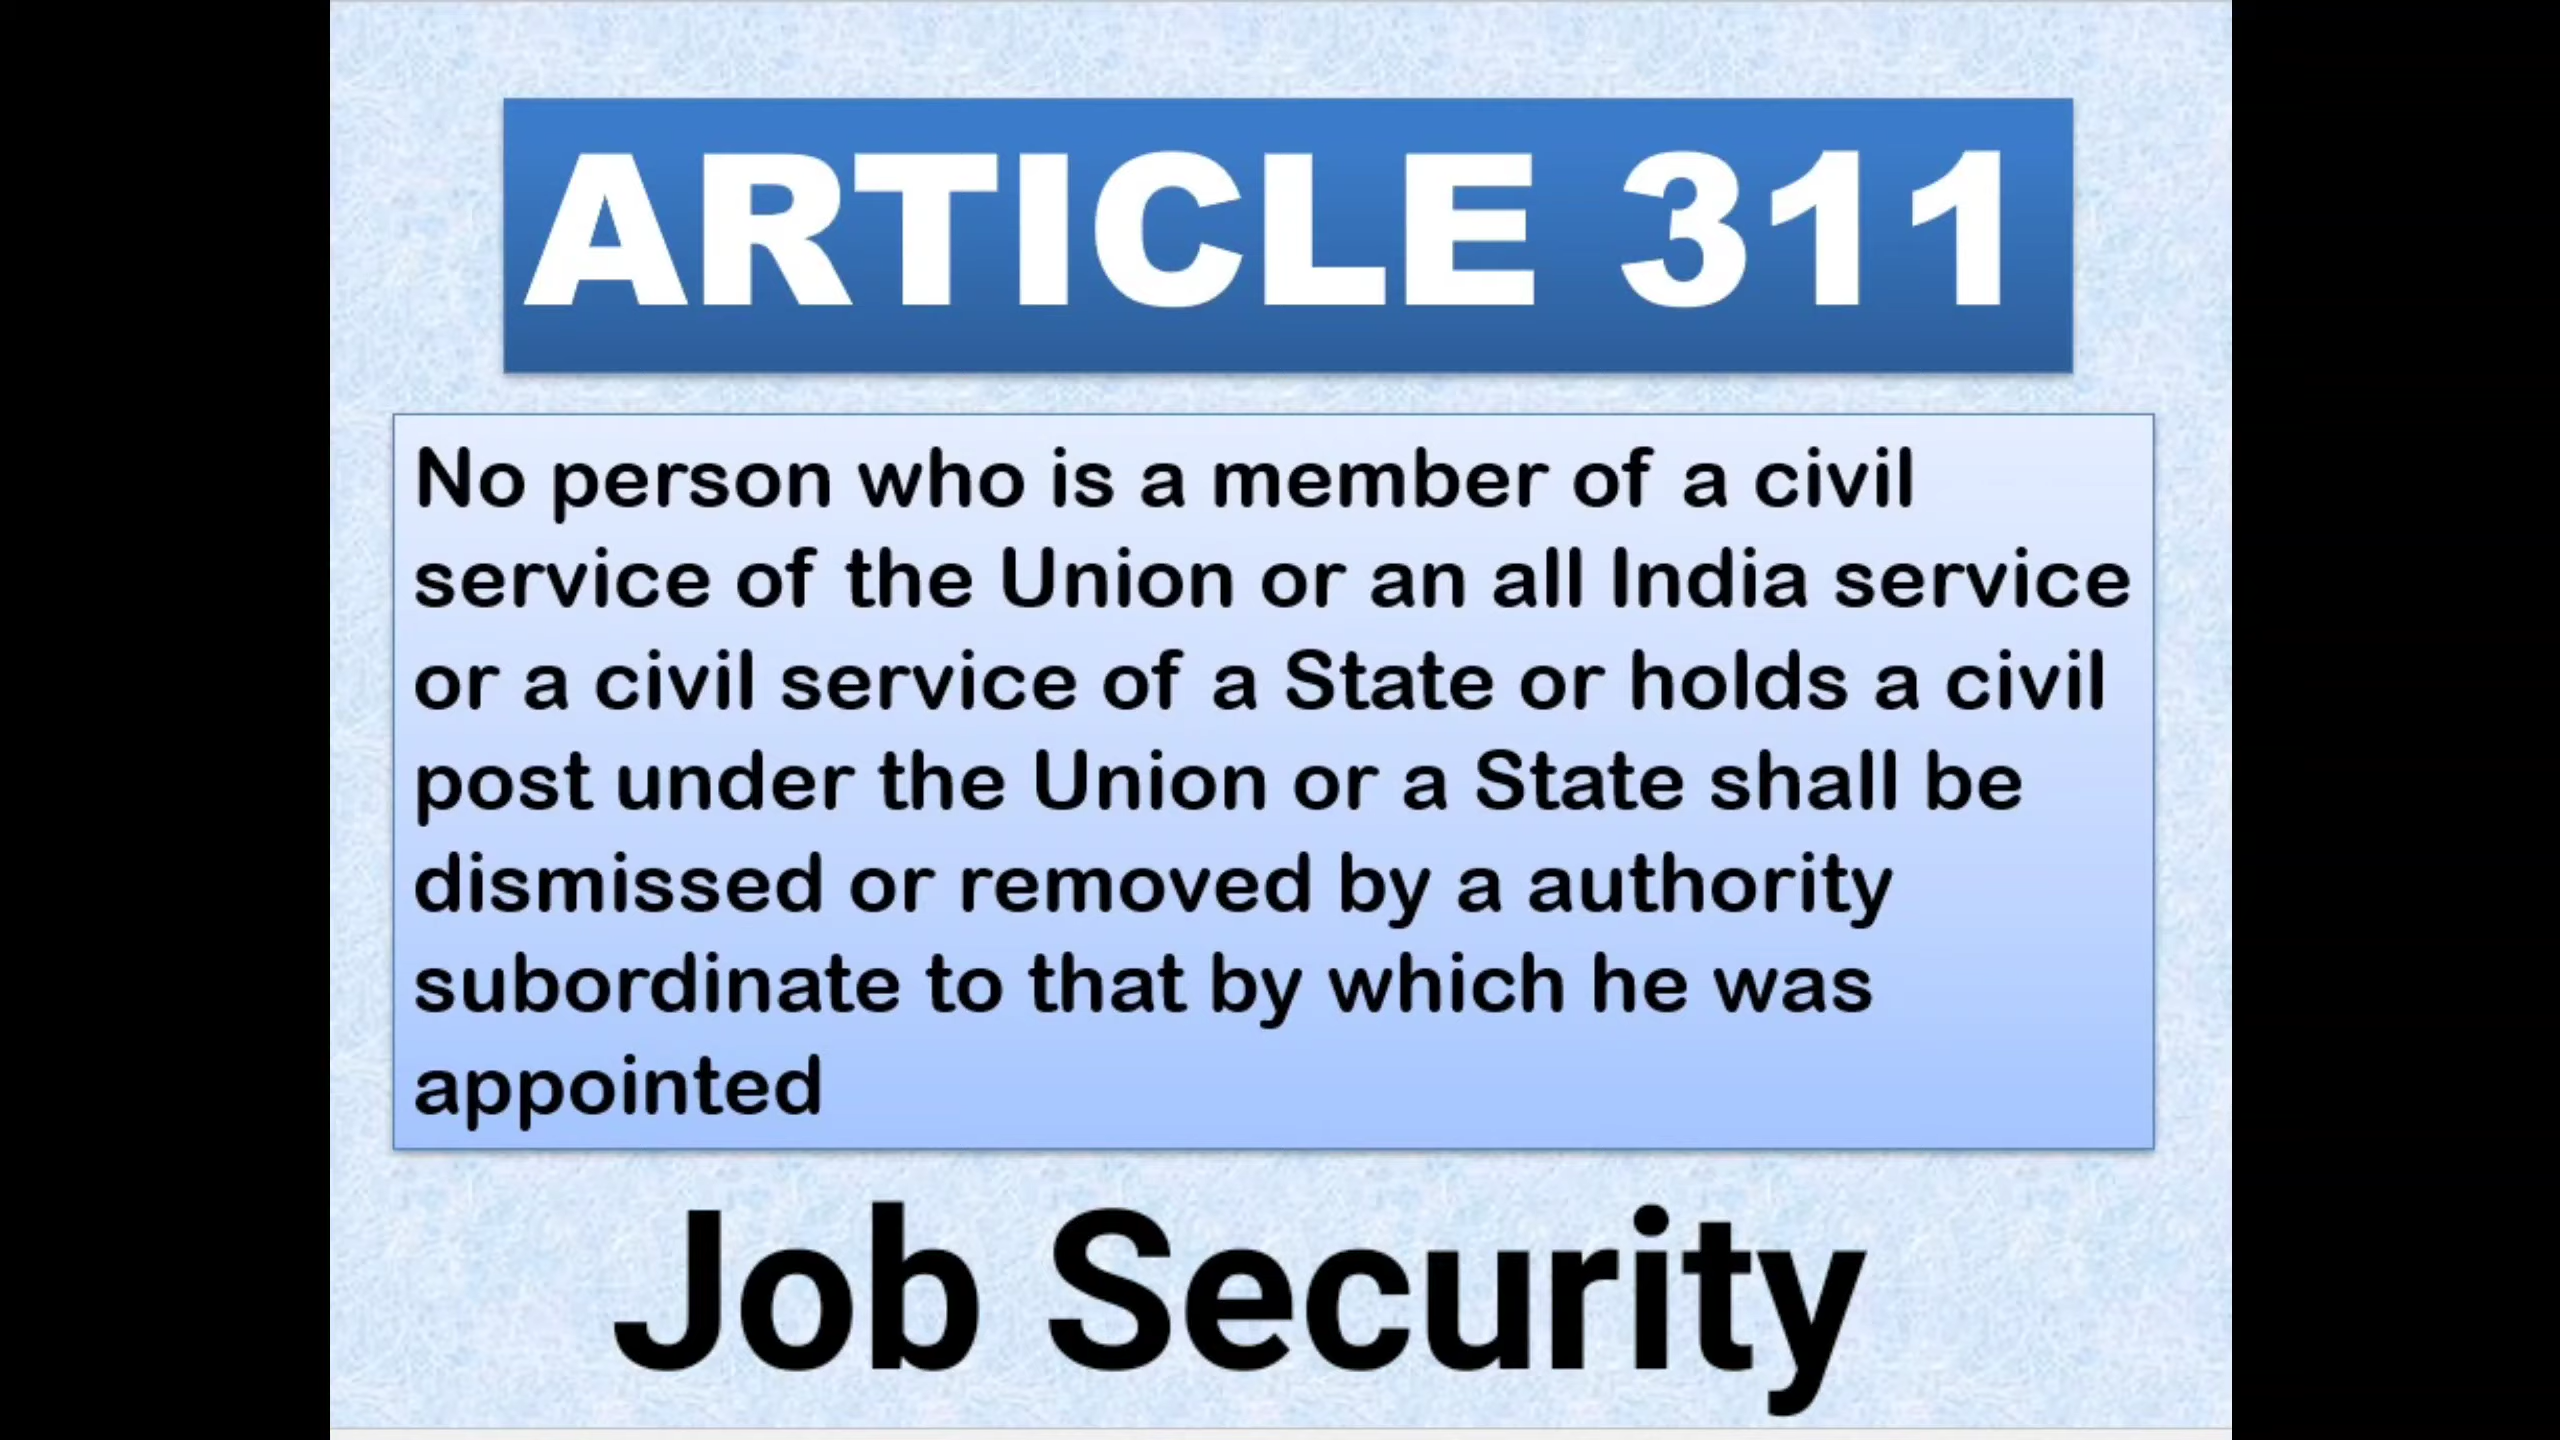 ARTICLE 311
No person who is a member of a civil
service of the Union or an all India service
or a civil service of a State or holds a civil
post under the Union or a State shall be
dismissed or removed by a authority
subordinate to that by which he was
appointed
Job Security